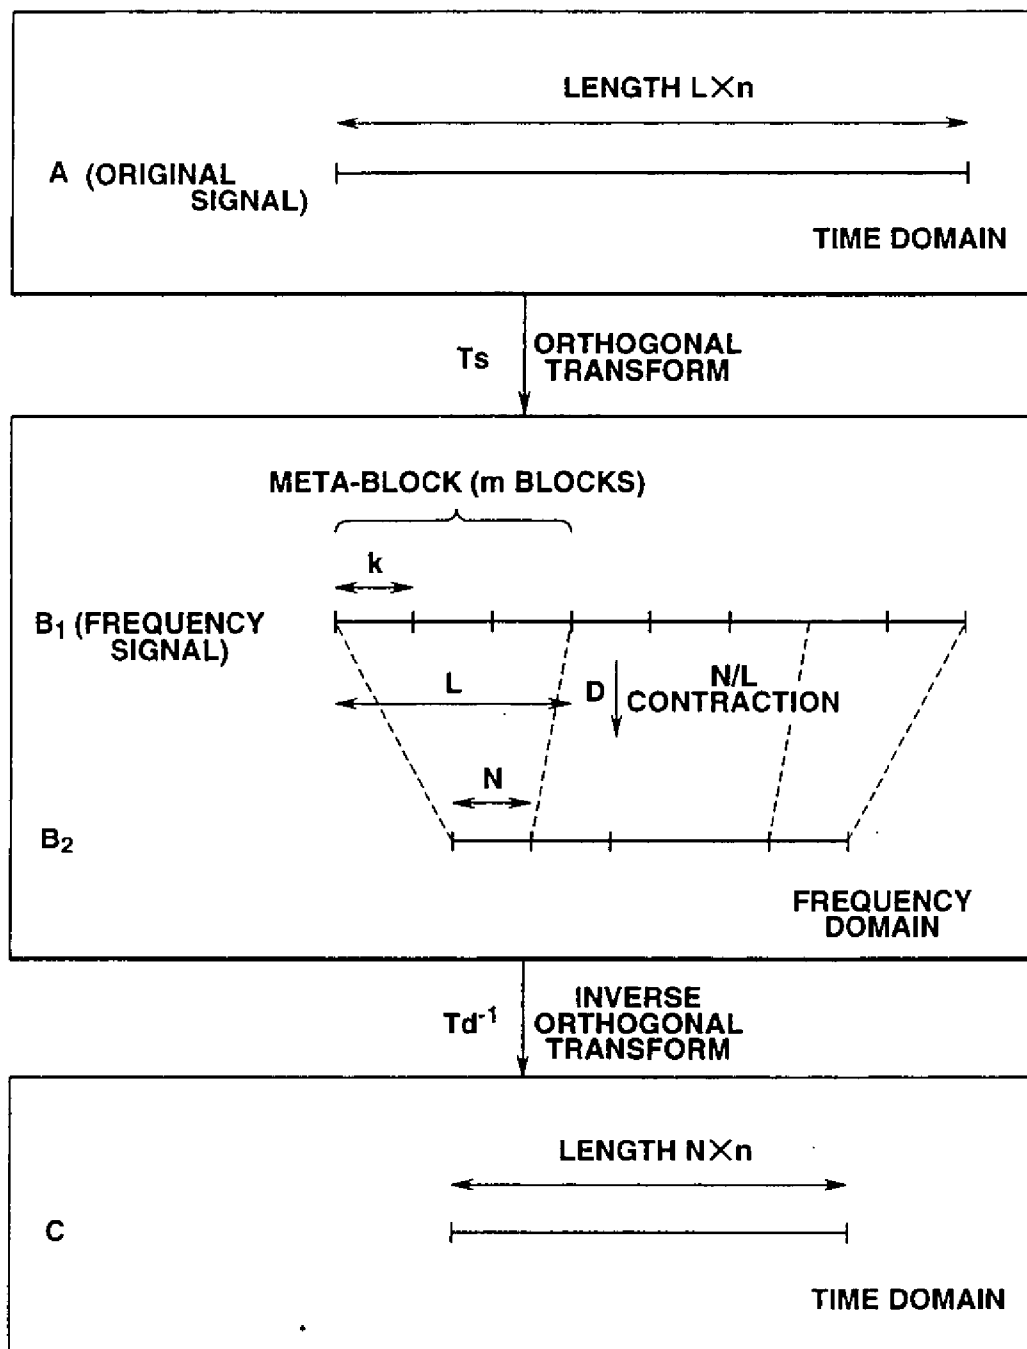 LENGTH L×n
A (ORIGINAL
SIGNAL)
TIME DOMAIN
Ts
ORTHOGONAL
TRANSFORM
META-BLOCK (m BLOCKS)
k
B1 (FREQUENCY
SIGNAL)
L
D
N/L
CONTRACTION
N
B2
FREQUENCY
DOMAIN
Td-1
INVERSE
ORTHOGONAL
TRANSFORM
LENGTH N×n
C
TIME DOMAIN